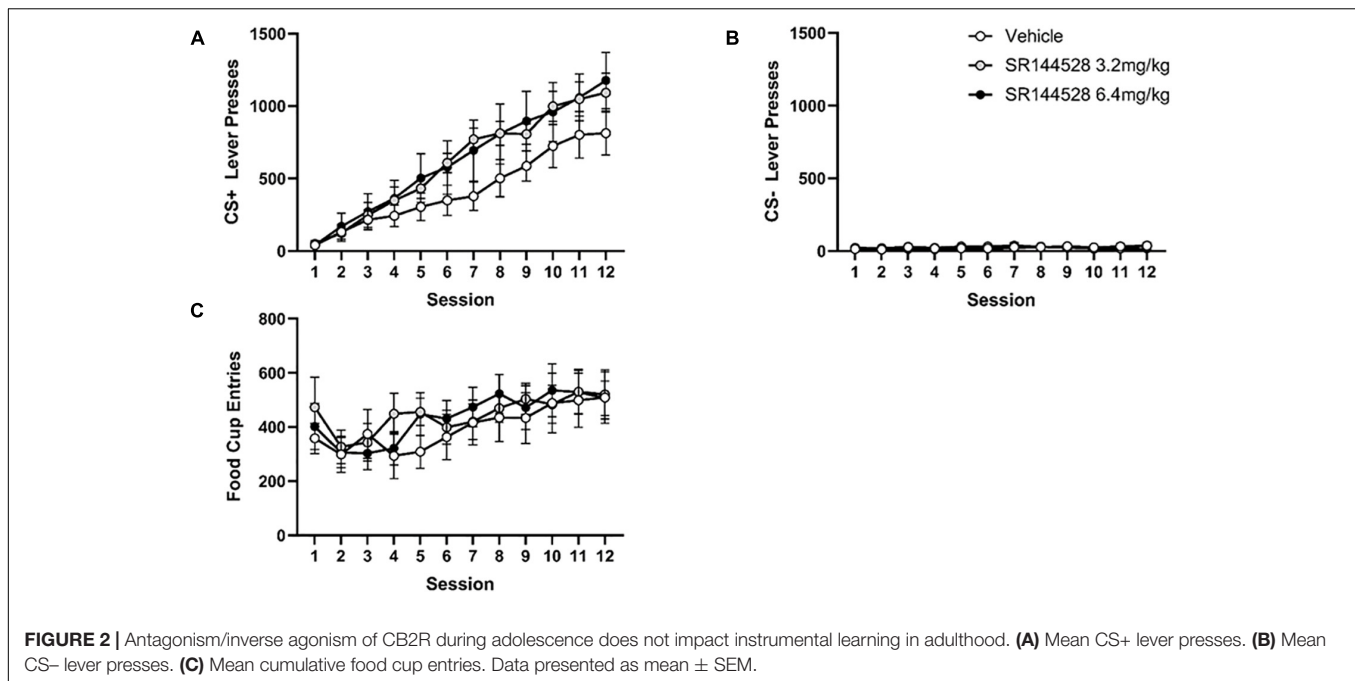 A
1500
1000
500
0
CS+ Lever Presses
1 2 3 4 5 6 7 8 9 10 11 12
Session
B
1500
1000
500
0
CS- Lever Presses
1 2 3 4 5 6 7 8 9 10 11 12
Session
Vehicle
SR144528 3.2mg/kg
SR144528 6.4mg/kg
C
800
600
400
200
0
Food Cup Entries
1 2 3 4 5 6 7 8 9 10 11 12
Session
FIGURE 2 | Antagonism/inverse agonism of CB2R during adolescence does not impact instrumental learning in adulthood. (A) Mean CS+ lever presses. (B) Mean
CS– lever presses. (C) Mean cumulative food cup entries. Data presented as mean ± SEM.